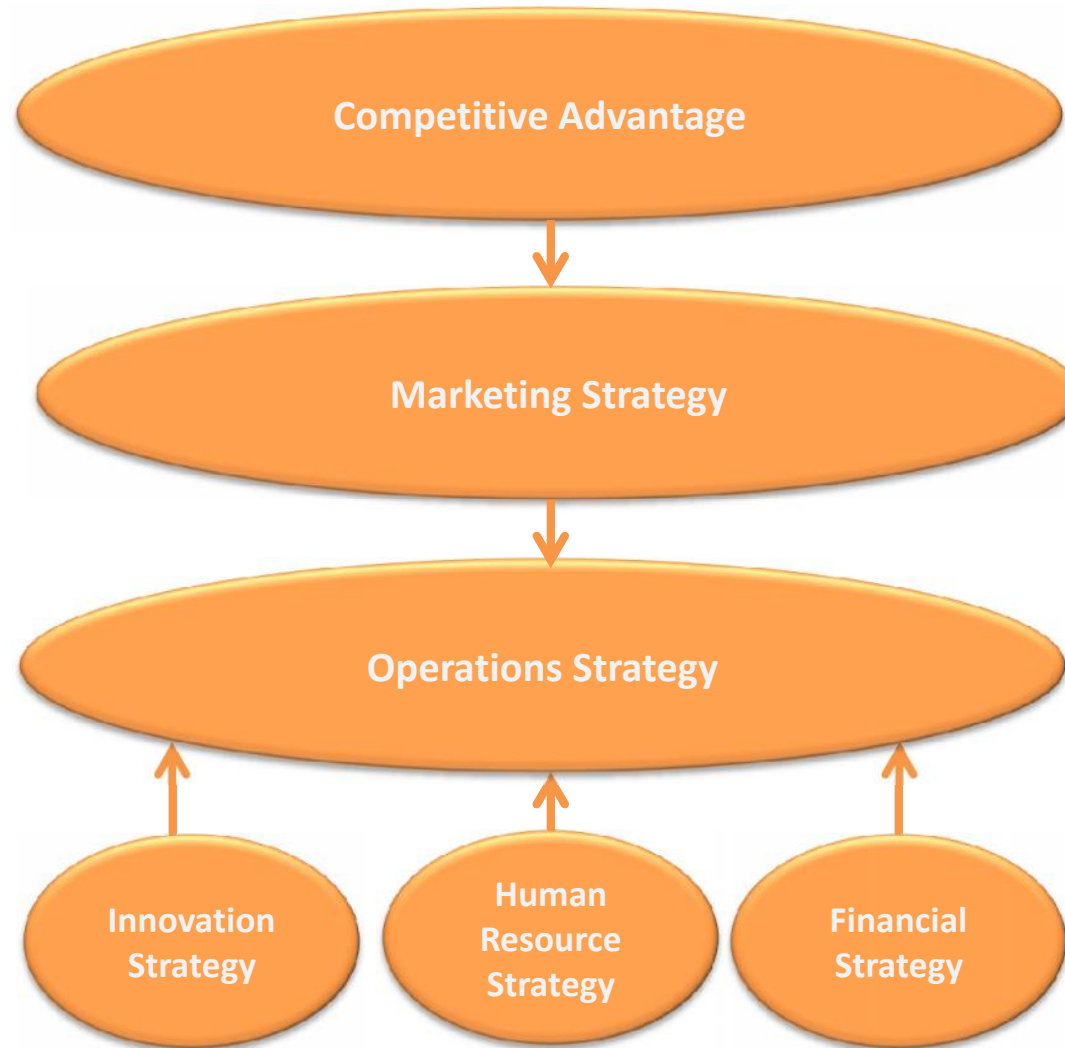 Competitive Advantage
Marketing Strategy
Operations Strategy
Innovation
Strategy
Human
Resource
Strategy
Financial
Strategy